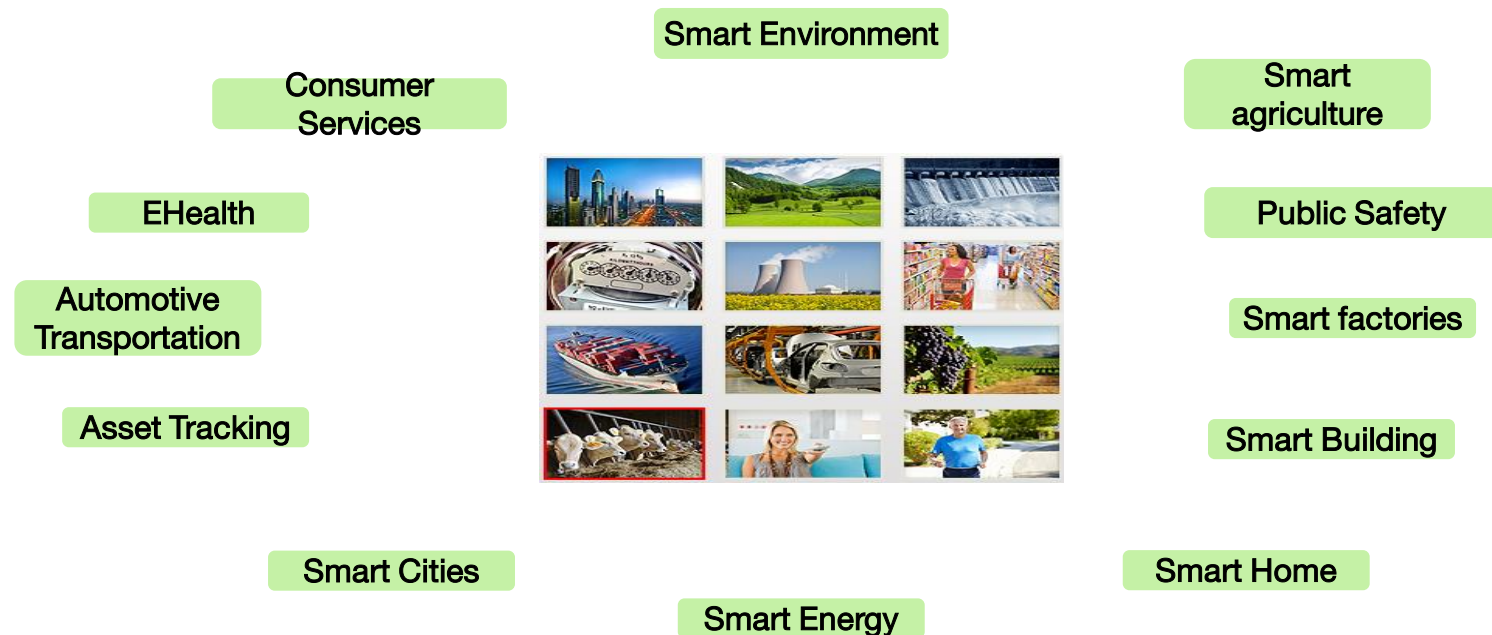 Smart Environment
Consumer
Services
Smart
agriculture
EHealth
Public Safety
Automotive
Transportation
Smart factories
Asset Tracking
Smart Building
Smart Cities
Smart Home
Smart Energy
KILOWATTHOURS